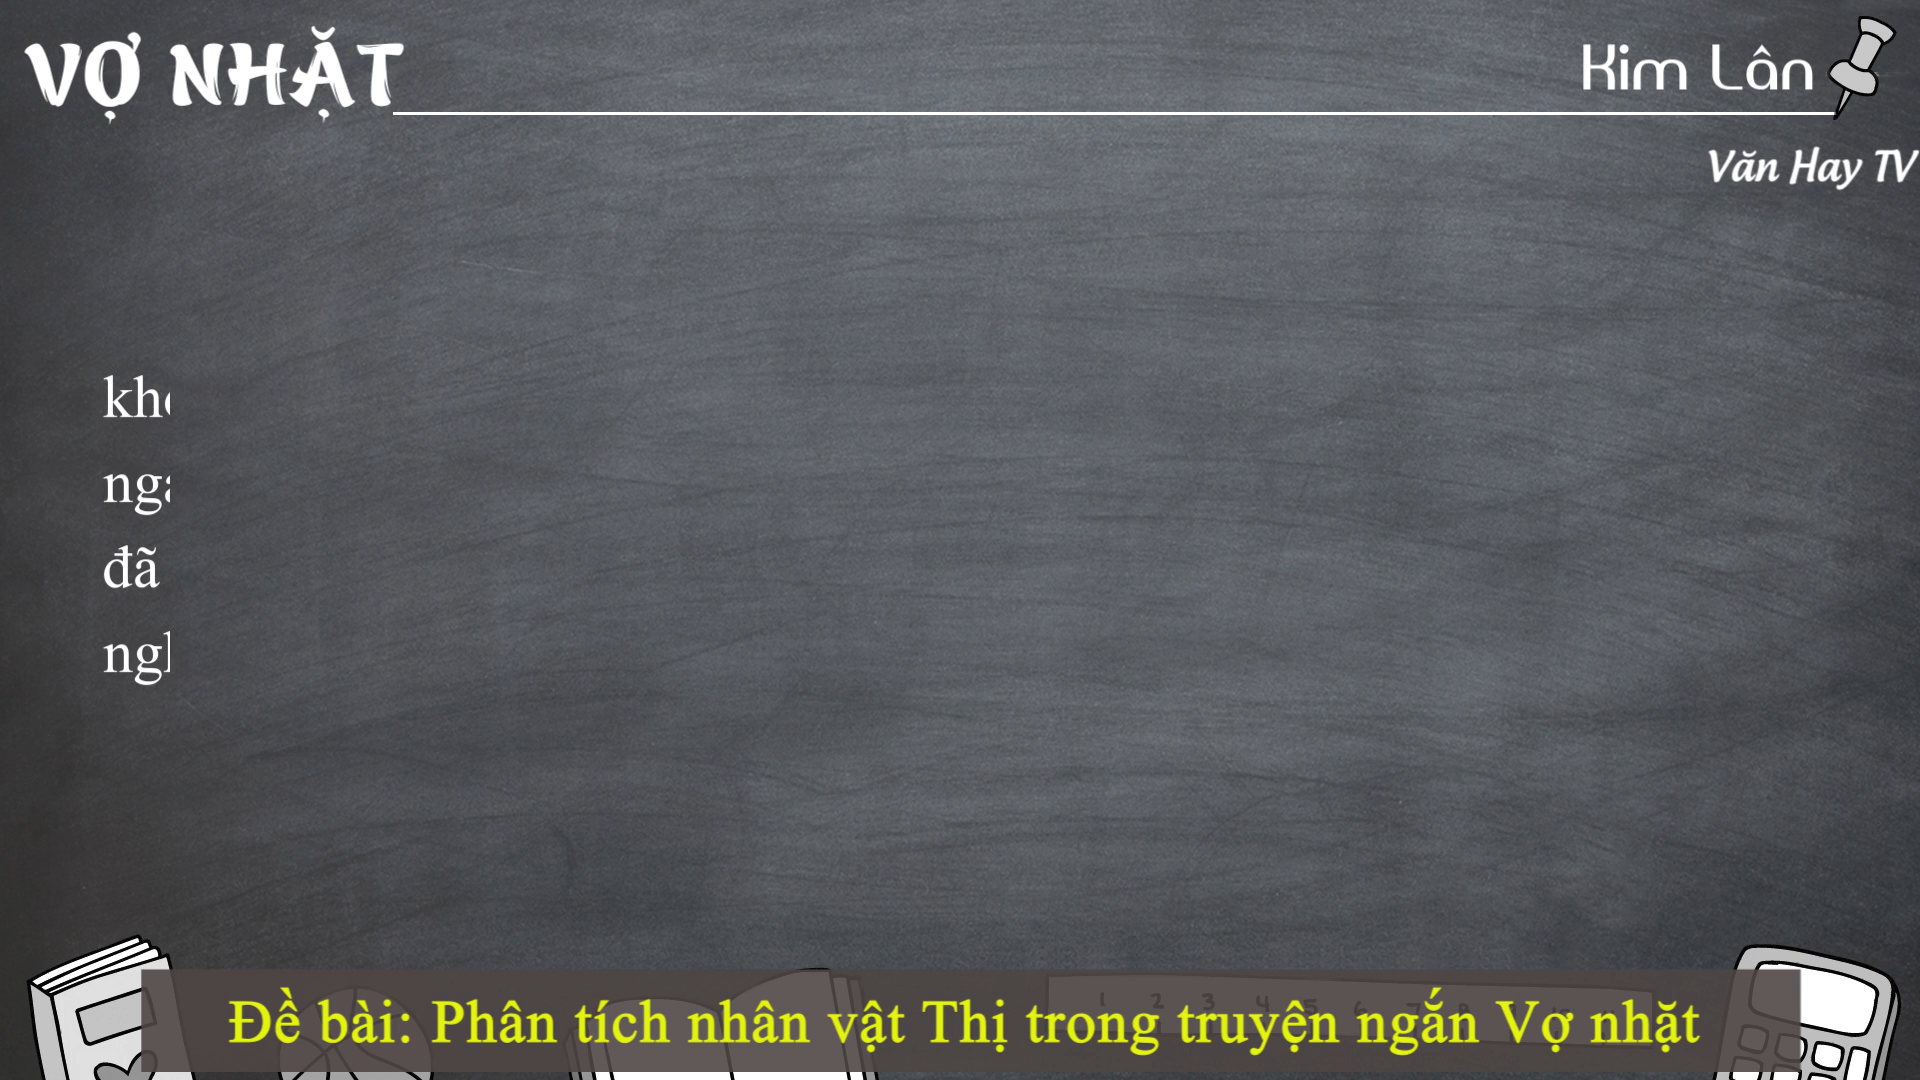 VỢ NHẶT
Kim Lân
Văn Hay TV
đã
Đề bài: Phân tích nhân vật Thị trong truyện ngắn Vợ nhặt